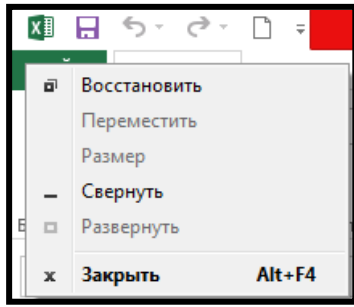 Восстановить
Переместить
Размер
Свернуть
Развернуть
Закрыть Alt+F4